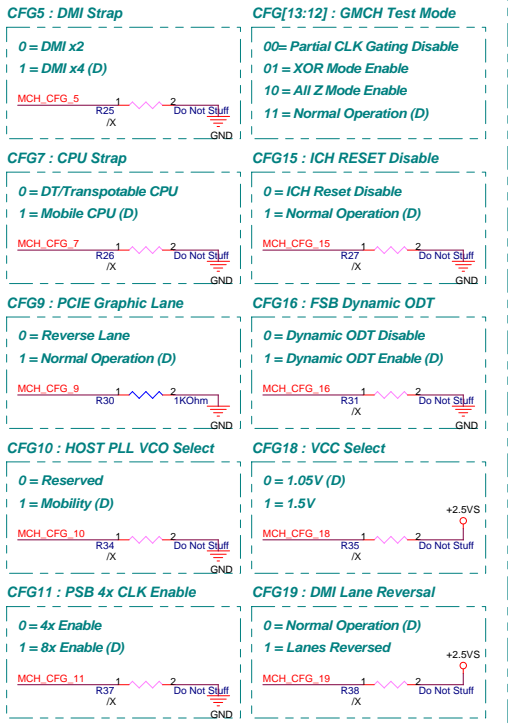 CFG5 : DMI Strap
0 = DMI x2
1 = DMI x4 (D)
MCH_CFG_5
1
2
R25
Do Not Stuff
/X
GND
CFG[13:12] : GMCH Test Mode
00= Partial CLK Gating Disable
01 = XOR Mode Enable
10 = All Z Mode Enable
11 = Normal Operation (D)
CFG7 : CPU Strap
0 = DT/Transpotable CPU
1 = Mobile CPU (D)
MCH_CFG_7
1
2
R26
Do Not Stuff
/X
GND
CFG15 : ICH RESET Disable
0 = ICH Reset Disable
1 = Normal Operation (D)
MCH_CFG_15
1
2
R27
Do Not Stuff
/X
GND
CFG9 : PCIE Graphic Lane
0 = Reverse Lane
1 = Normal Operation (D)
MCH_CFG_9
1
2
R30
1KOhm
GND
CFG16 : FSB Dynamic ODT
0 = Dynamic ODT Disable
1 = Dynamic ODT Enable (D)
MCH_CFG_16
1
2
R31
Do Not Stuff
/X
GND
CFG10 : HOST PLL VCO Select
0 = Reserved
1 = Mobility (D)
MCH_CFG_10
1
2
R34
Do Not Stuff
/X
GND
CFG18 : VCC Select
0 = 1.05V (D)
1 = 1.5V
+2.5VS
MCH_CFG_18
1
2
R35
Do Not Stuff
/X
CFG11 : PSB 4x CLK Enable
0 = 4x Enable
1 = 8x Enable (D)
MCH_CFG_11
1
2
R37
Do Not Stuff
/X
GND
CFG19 : DMI Lane Reversal
0 = Normal Operation (D)
1 = Lanes Reversed
+2.5VS
MCH_CFG_19
1
2
R38
Do Not Stuff
/X